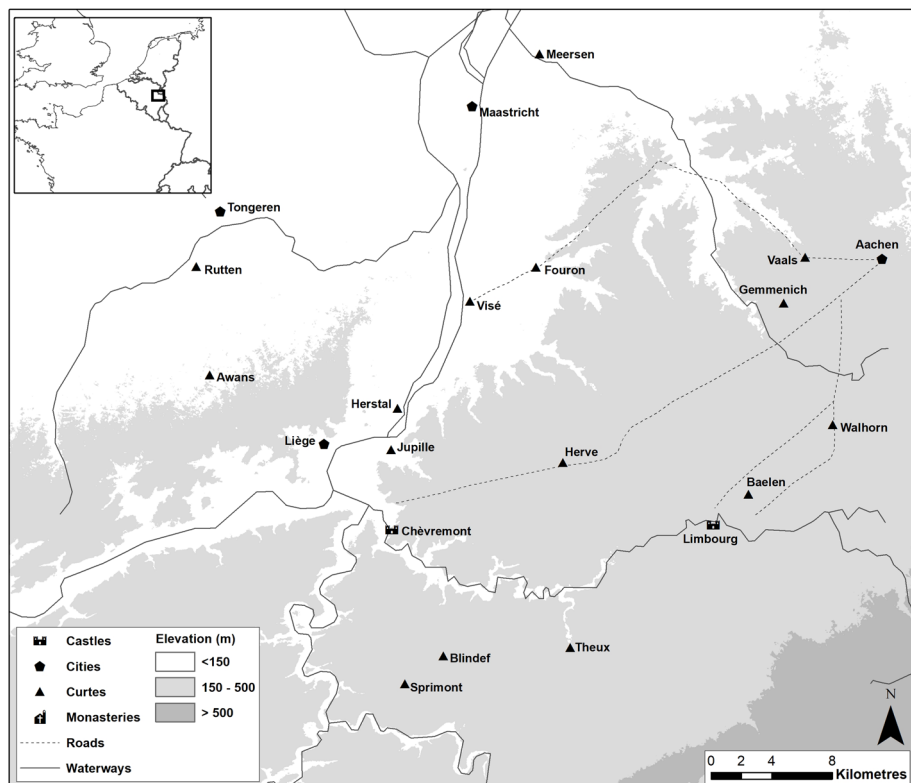 Meersen
Maastricht
Tongeren
Aachen
Vaals
Rutten
Fouron
Gemmenich
Visé
Awans
Herstal
Walhorn
Liège
Jupille
Herve
Baelen
Chèvremont
Limbourg
Theux
Blindef
Sprimont
Castles
Cities
Curtes
Monasteries
Roads
Waterways
Elevation (m)
<150
150 - 500
> 500
N
0 2 4 8
Kilometres